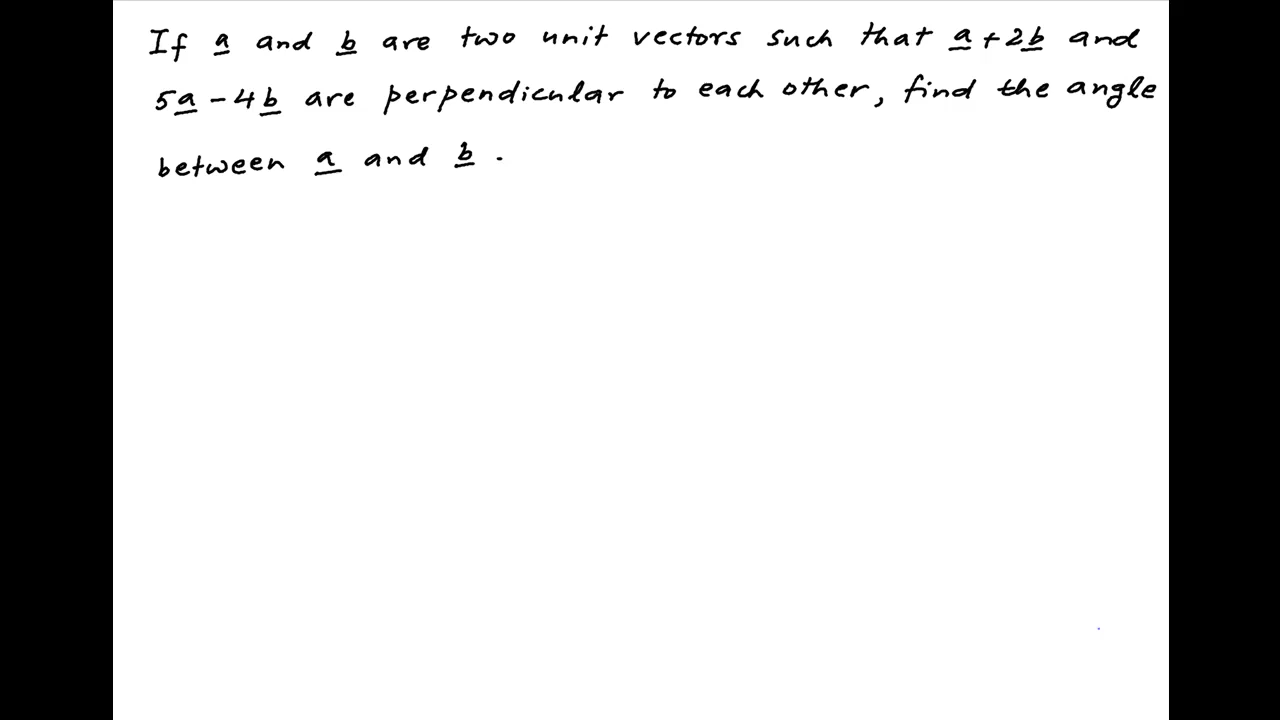 If a and b are two unit vectors such that a + 2b and
5a - 4b are perpendicular to each other, find the angle
between a and b.